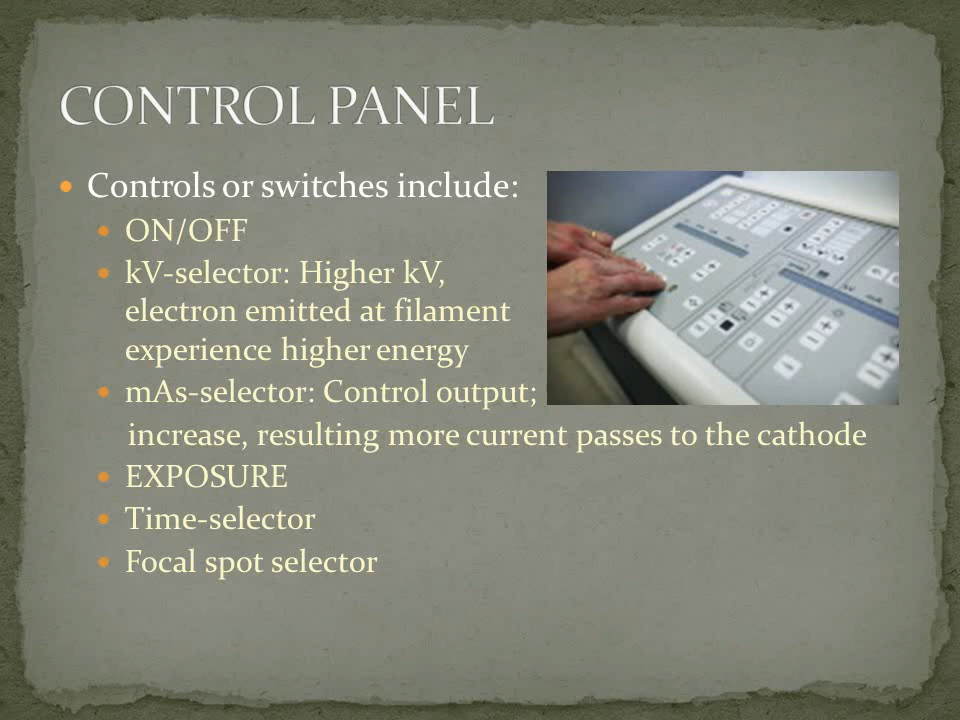 CONTROL PANEL
Controls or switches include:
ON/OFF
kV-selector: Higher kV,
electron emitted at filament
experience higher energy
mAs-selector: Control output;
increase, resulting more current passes to the cathode
EXPOSURE
Time-selector
Focal spot selector